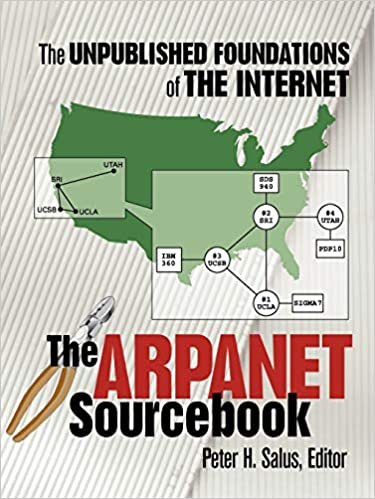 The UNPUBLISHED FOUNDATIONS
of THE INTERNET
UTAH
SRI
UCSB
UCLA
SDS
940
#2
SRI
#4
UTAH
PDP10
IBM
360
#3
UCSB
#1
UCLA
SIGMA7
The ARPANET
Sourcebook
Peter H. Salus, Editor